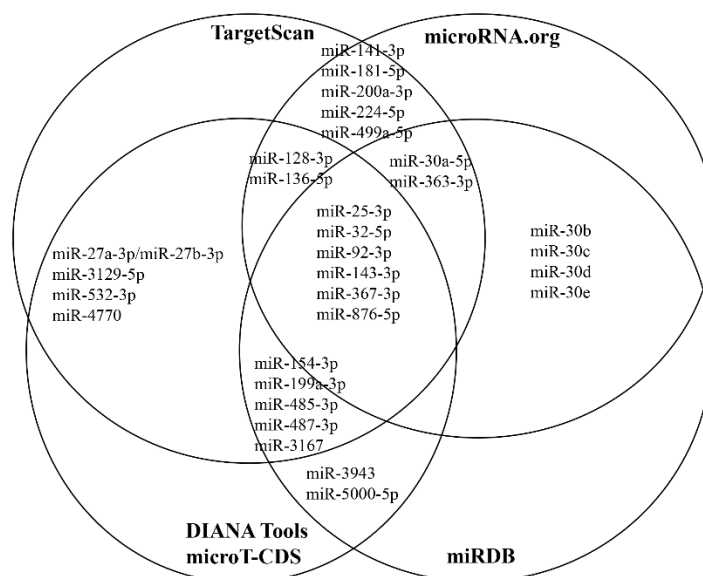 TargetScan
microRNA.org
miR-141-3p
miR-181-5p
miR-200a-3p
miR-224-5p
miR-499a-5p
miR-128-3p
miR-136-5p
miR-30a-5p
miR-363-3p
miR-25-3p
miR-32-5p
miR-92-3p
miR-143-3p
miR-367-3p
miR-876-5p
miR-30b
miR-30c
miR-30d
miR-30e
miR-27a-3p/miR-27b-3p
miR-3129-5p
miR-532-3p
miR-4770
miR-154-3p
miR-199a-3p
miR-485-3p
miR-487-3p
miR-3167
miR-3943
miR-5000-5p
DIANA Tools
microT-CDS
miRDB